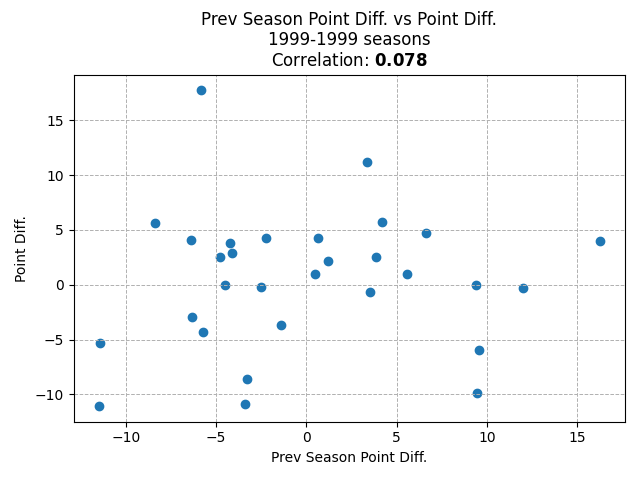 Prev Season Point Diff. vs Point Diff.
1999-1999 seasons
Correlation: 0.078
Point Diff.
15
10
5
0
−5
−10
−10
−5
0
5
10
15
Prev Season Point Diff.